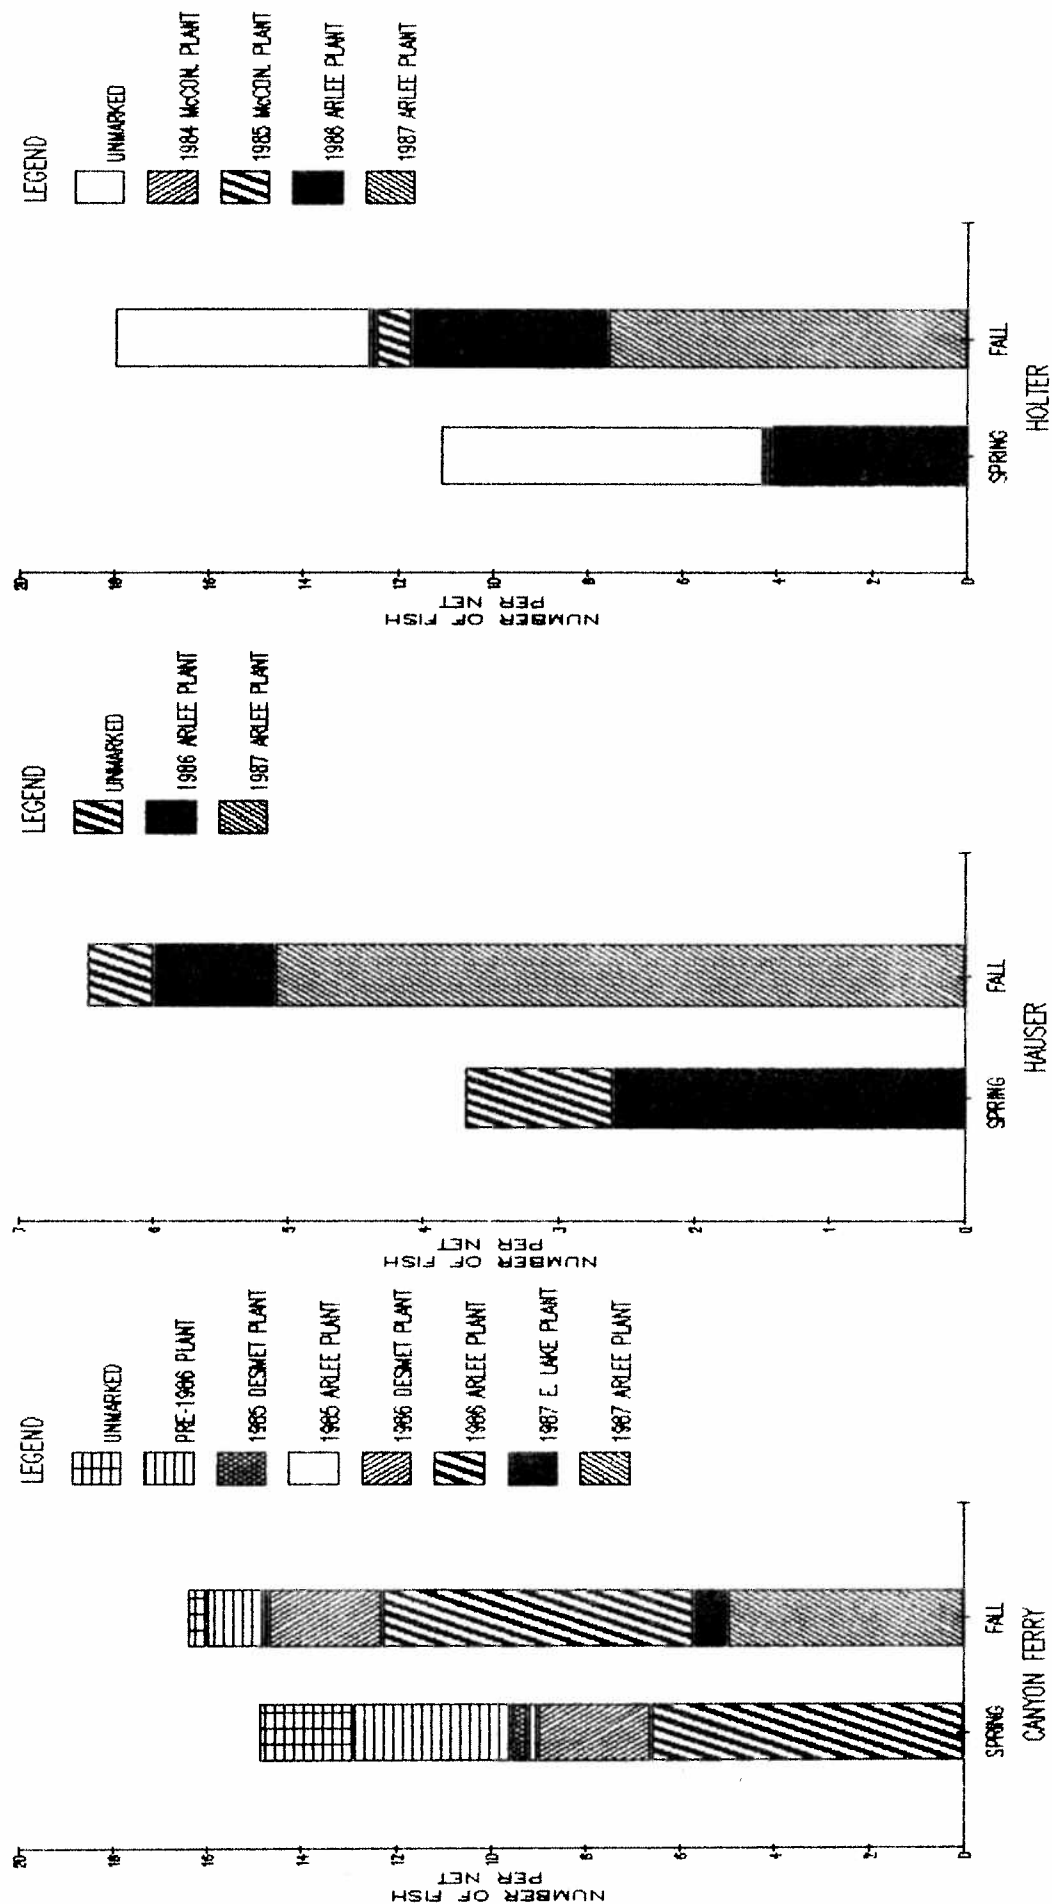 NUMBER OF FISH
PER NET
20
18
16
14
12
10
8
6
4
2
0
SPRING
FALL
CANYON FERRY
LEGEND
UNMARKED
PRE-1986 PLANT
1985 DESMET PLANT
1985 ARLEE PLANT
1986 DESMET PLANT
1986 ARLEE PLANT
1987 E. LAKE PLANT
1987 ARLEE PLANT
NUMBER OF FISH
PER NET
7
6
5
4
3
2
1
0
SPRING
FALL
HAUSER
LEGEND
UNMARKED
1986 ARLEE PLANT
1987 ARLEE PLANT
NUMBER OF FISH
PER NET
20
18
16
14
12
10
8
6
4
2
0
SPRING
FALL
HOLTER
LEGEND
UNMARKED
1984 McCON. PLANT
1985 McCON. PLANT
1986 ARLEE PLANT
1987 ARLEE PLANT